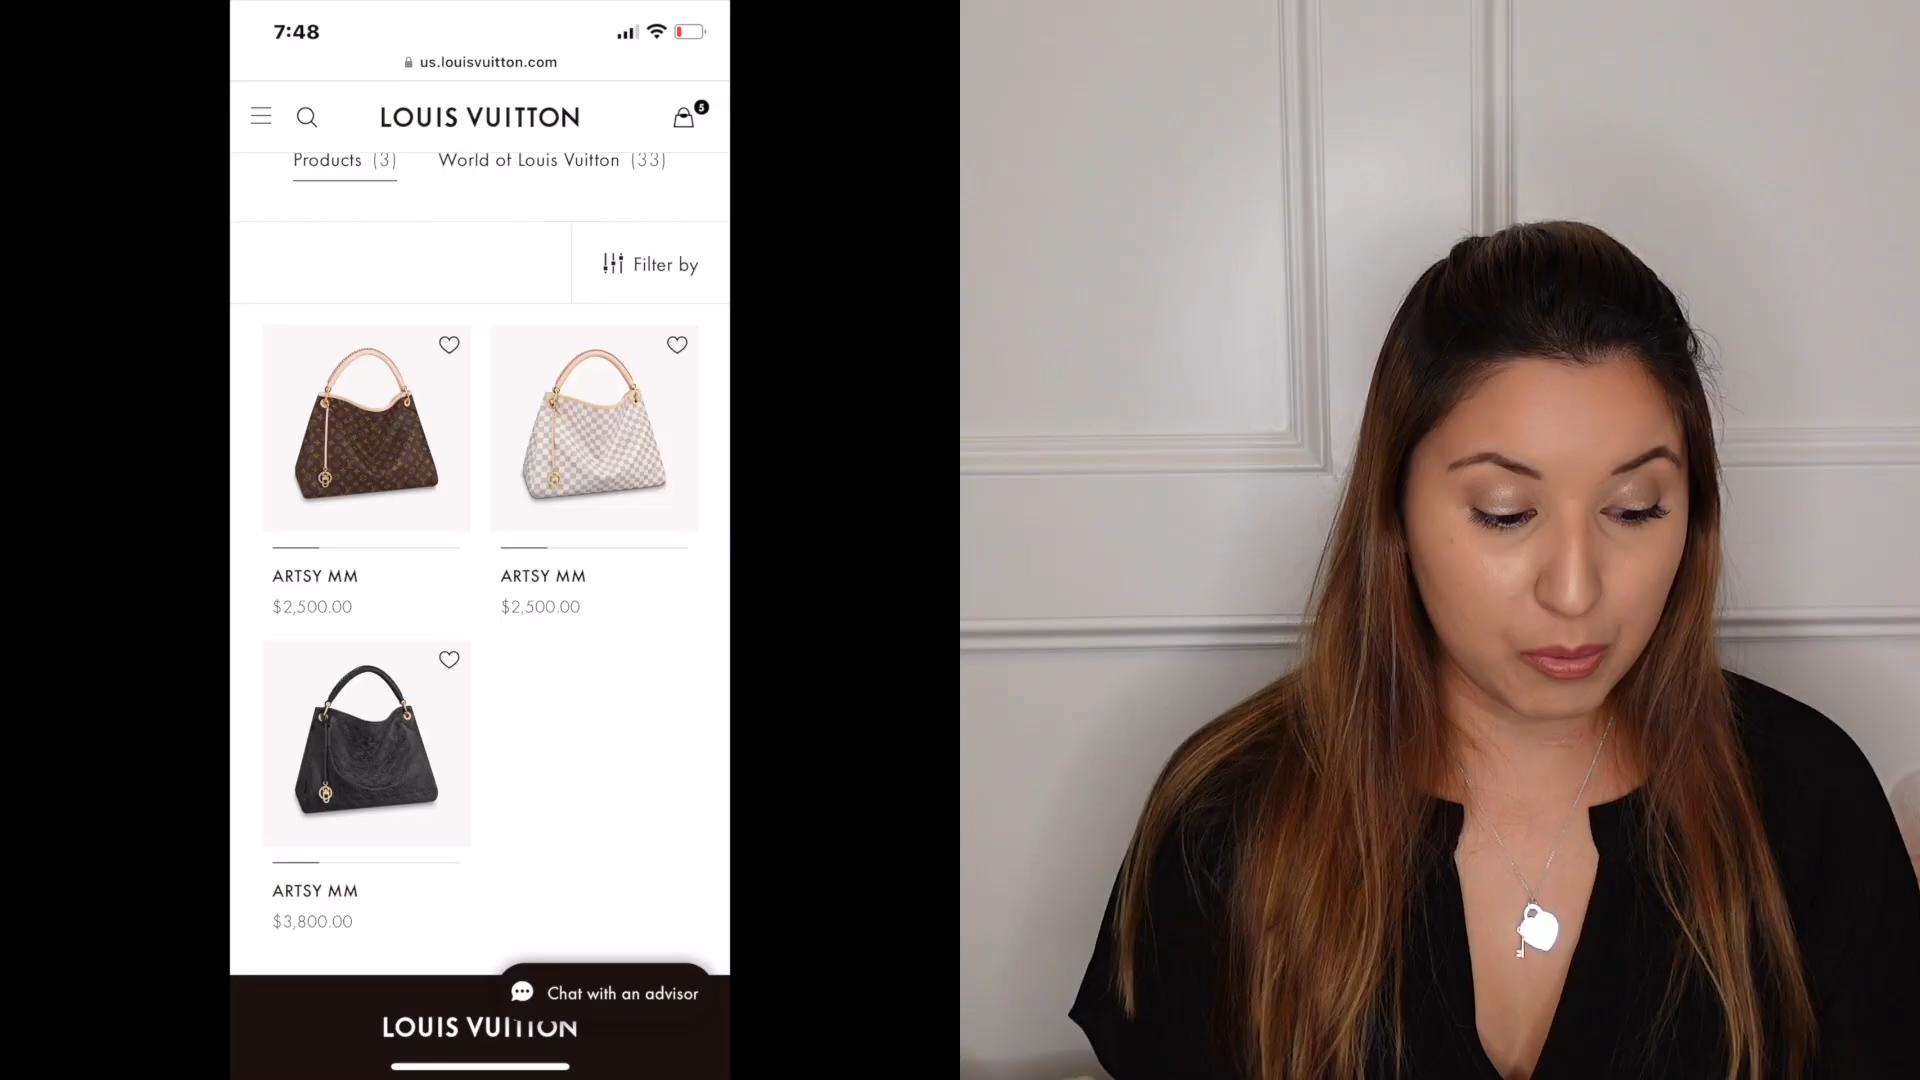 7:48
us.louisvuitton.com
LOUIS VUITTON
5
Products (3)
World of Louis Vuitton (33)
Filter by
ARTSY MM
$2,500.00
ARTSY MM
$2,500.00
ARTSY MM
$3,800.00
Chat with an advisor
LOUIS VUITTON